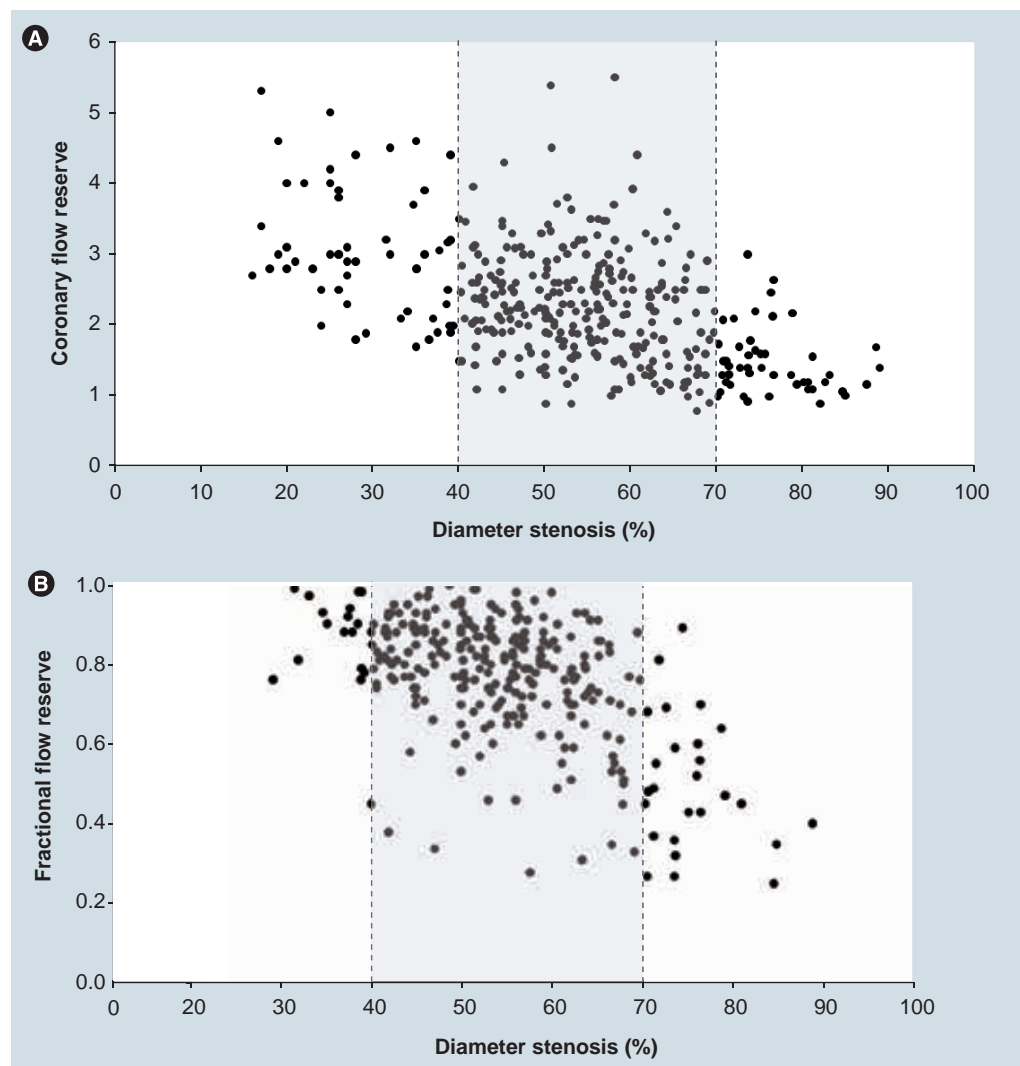 A
6
5
4
3
2
1
0
Coronary flow reserve
0 10 20 30 40 50 60 70 80 90 100
Diameter stenosis (%)
B
1.0
0.8
0.6
0.4
0.2
0.0
Fractional flow reserve
0 20 30 40 50 60 70 80 90 100
Diameter stenosis (%)